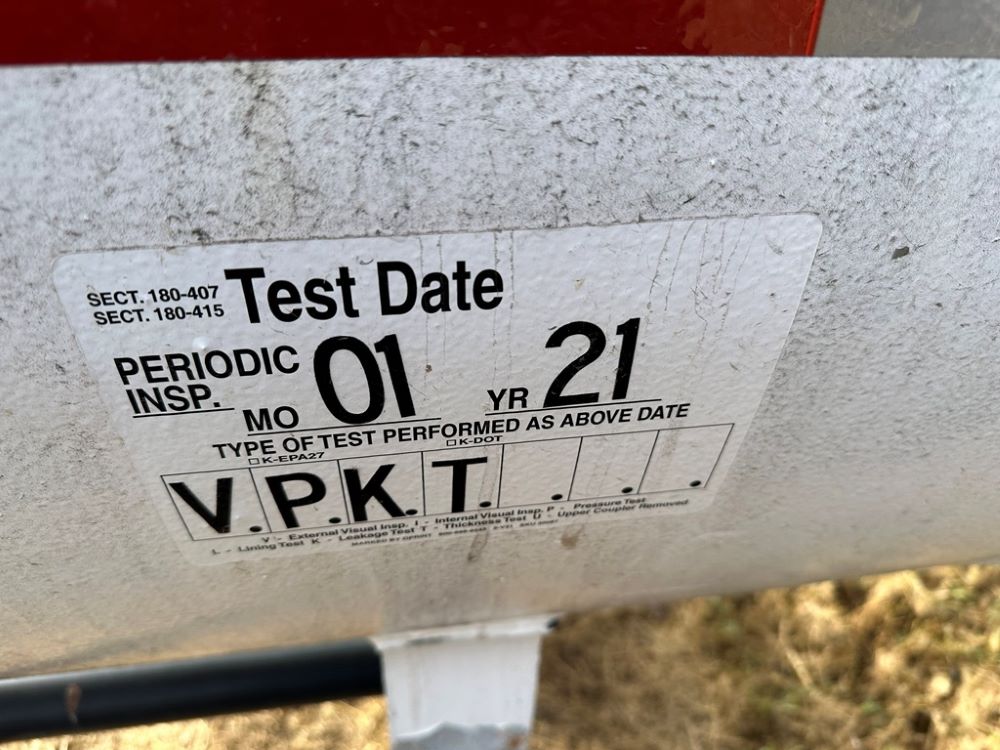 SECT. 180-407
SECT. 180-415
Test Date
PERIODIC
INSP.
MO 01 YR 21
TYPE OF TEST PERFORMED AS ABOVE DATE
□K-EPA27 □K-DOT
V. P. K. T. . . .
V - External Visual Insp. I - Internal Visual Insp. P - Pressure Test
L - Lining Test K - Leakage Test T - Thickness Test U - Upper Coupler Removed